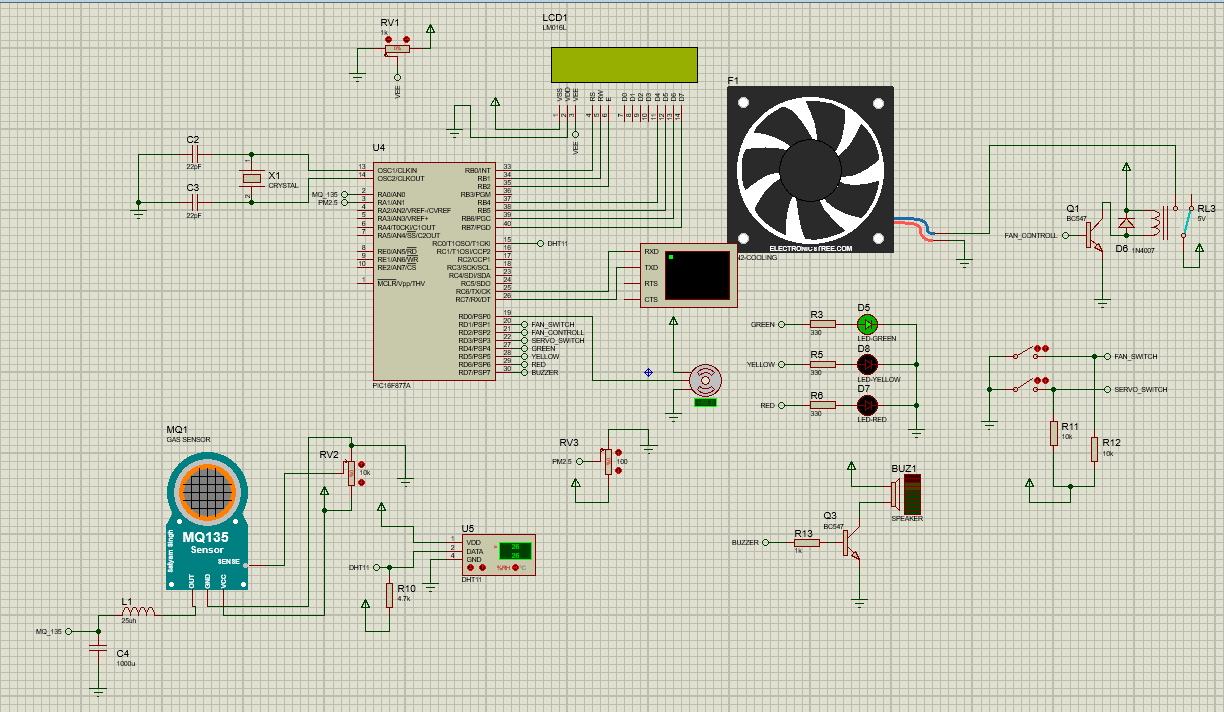 RV1
1k
VEE
LCD1
LM016L
VSS
VDD
VEE
RS
RW
E
D0
D1
D2
D3
D4
D5
D6
D7
1
2
3
4
5
6
7
8
9
10
11
12
13
14
VEE
F1
ELECTRONICSTREE.COM
N2-COOLING
C2
22pF
C3
22pF
X1
CRYSTAL
1
2
MQ_135
PM2.5
U4
13 OSC1/CLKIN
14 OSC2/CLKOUT
2 RA0/AN0
3 RA1/AN1
4 RA2/AN2/VREF-/CVREF
5 RA3/AN3/VREF+
6 RA4/T0CKI/C1OUT
7 RA5/AN4/SS/C2OUT
8 RE0/AN5/RD
9 RE1/AN6/WR
10 RE2/AN7/CS
1 MCLR/Vpp/THV
RB0/INT 33
RB1 34
RB2 35
RB3/PGM 36
RB4 37
RB5 38
RB6/PGC 39
RB7/PGD 40
RC0/T1OSO/T1CKI 15
RC1/T1OSI/CCP2 16
RC2/CCP1 17
RC3/SCK/SCL 18
RC4/SDI/SDA 23
RC5/SDO 24
RC6/TX/CK 25
RC7/RX/DT 26
RD0/PSP0 19
RD1/PSP1 20
RD2/PSP2 21
RD3/PSP3 22
RD4/PSP4 27
RD5/PSP5 28
RD6/PSP6 29
RD7/PSP7 30
PIC16F877A
DHT11
FAN_SWITCH
FAN_CONTROLL
SERVO_SWITCH
GREEN
YELLOW
RED
BUZZER
RXD
TXD
RTS
CTS
Q1
BC547
FAN_CONTROLL
D6
1N4007
RL3
5V
GREEN
R3
330
D5
LED-GREEN
YELLOW
R5
330
D8
LED-YELLOW
RED
R6
330
D7
LED-RED
FAN_SWITCH
SERVO_SWITCH
R11
10k
R12
10k
MQ1
GAS SENSOR
MQ135
Sensor
Satyam Singh
SENSE
OUT
GND
VCC
RV2
10k
RV3
100
PM2.5
U5
1 VDD
2 DATA
4 GND
%RH
°C
DHT11
DHT11
R10
4.7k
L1
25uh
MQ_135
C4
1000u
BUZ1
SPEAKER
Q3
BC547
BUZZER
R13
1k